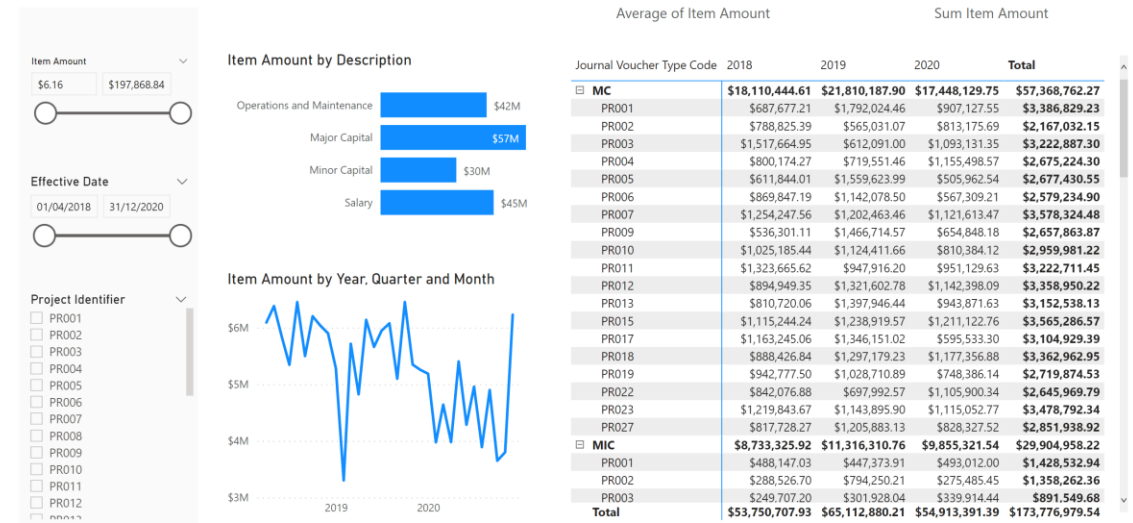 Average of Item Amount
Sum Item Amount
Item Amount
$6.16
$197,868.84
Effective Date
01/04/2018
31/12/2020
Project Identifier
PR001
PR002
PR003
PR004
PR005
PR006
PR007
PR008
PR009
PR010
PR011
PR012
PR013
Item Amount by Description
Operations and Maintenance $42M
Major Capital $57M
Minor Capital $30M
Salary $45M
Item Amount by Year, Quarter and Month
$6M
$5M
$4M
$3M
2019 2020
Journal Voucher Type Code 2018 2019 2020 Total
MC $18,110,444.61 $21,810,187.90 $17,448,129.75 $57,368,762.27
PR001 $687,677.21 $1,792,024.46 $907,127.55 $3,386,829.23
PR002 $788,825.39 $565,031.07 $813,175.69 $2,167,032.15
PR003 $1,517,664.95 $612,091.00 $1,093,131.35 $3,222,887.30
PR004 $800,174.27 $719,551.46 $1,155,498.57 $2,675,224.30
PR005 $611,844.01 $1,559,623.99 $505,962.54 $2,677,430.55
PR006 $869,847.19 $1,142,078.50 $567,309.21 $2,579,234.90
PR007 $1,254,247.56 $1,202,463.46 $1,121,613.47 $3,578,324.48
PR009 $536,301.11 $1,466,714.57 $654,848.18 $2,657,863.87
PR010 $1,025,185.44 $1,124,411.66 $810,384.12 $2,959,981.22
PR011 $1,323,665.62 $947,916.20 $951,129.63 $3,222,711.45
PR012 $894,949.35 $1,321,602.78 $1,142,398.09 $3,358,950.22
PR013 $810,720.06 $1,397,946.44 $943,871.63 $3,152,538.13
PR015 $1,115,244.24 $1,238,919.57 $1,211,122.76 $3,565,286.57
PR017 $1,163,245.06 $1,346,151.02 $595,533.30 $3,104,929.39
PR018 $888,426.84 $1,297,179.23 $1,177,356.88 $3,362,962.95
PR019 $942,777.50 $1,028,710.89 $748,386.14 $2,719,874.53
PR022 $842,076.88 $697,992.57 $1,105,900.34 $2,645,969.79
PR023 $1,219,843.67 $1,143,895.90 $1,115,052.77 $3,478,792.34
PR027 $817,728.27 $1,205,883.13 $828,327.52 $2,851,938.92
MIC $8,733,325.92 $11,316,310.76 $9,855,321.54 $29,904,958.22
PR001 $488,147.03 $447,373.91 $493,012.00 $1,428,532.94
PR002 $288,526.70 $794,250.21 $275,485.45 $1,358,262.36
PR003 $249,707.20 $301,928.04 $339,914.44 $891,549.68
Total $53,750,707.93 $65,112,880.21 $54,913,391.39 $173,776,979.54